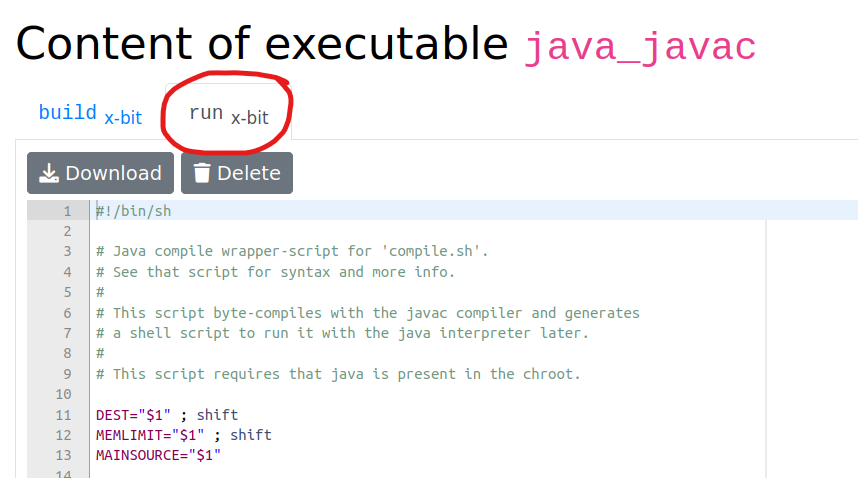 Content of executable java_javac
build x-bit run x-bit
Download Delete
1 #!/bin/sh
2
3 # Java compile wrapper-script for 'compile.sh'.
4 # See that script for syntax and more info.
5 #
6 # This script byte-compiles with the javac compiler and generates
7 # a shell script to run it with the java interpreter later.
8 #
9 # This script requires that java is present in the chroot.
10
11 DEST="$1" ; shift
12 MEMLIMIT="$1" ; shift
13 MAINSOURCE="$1"
14